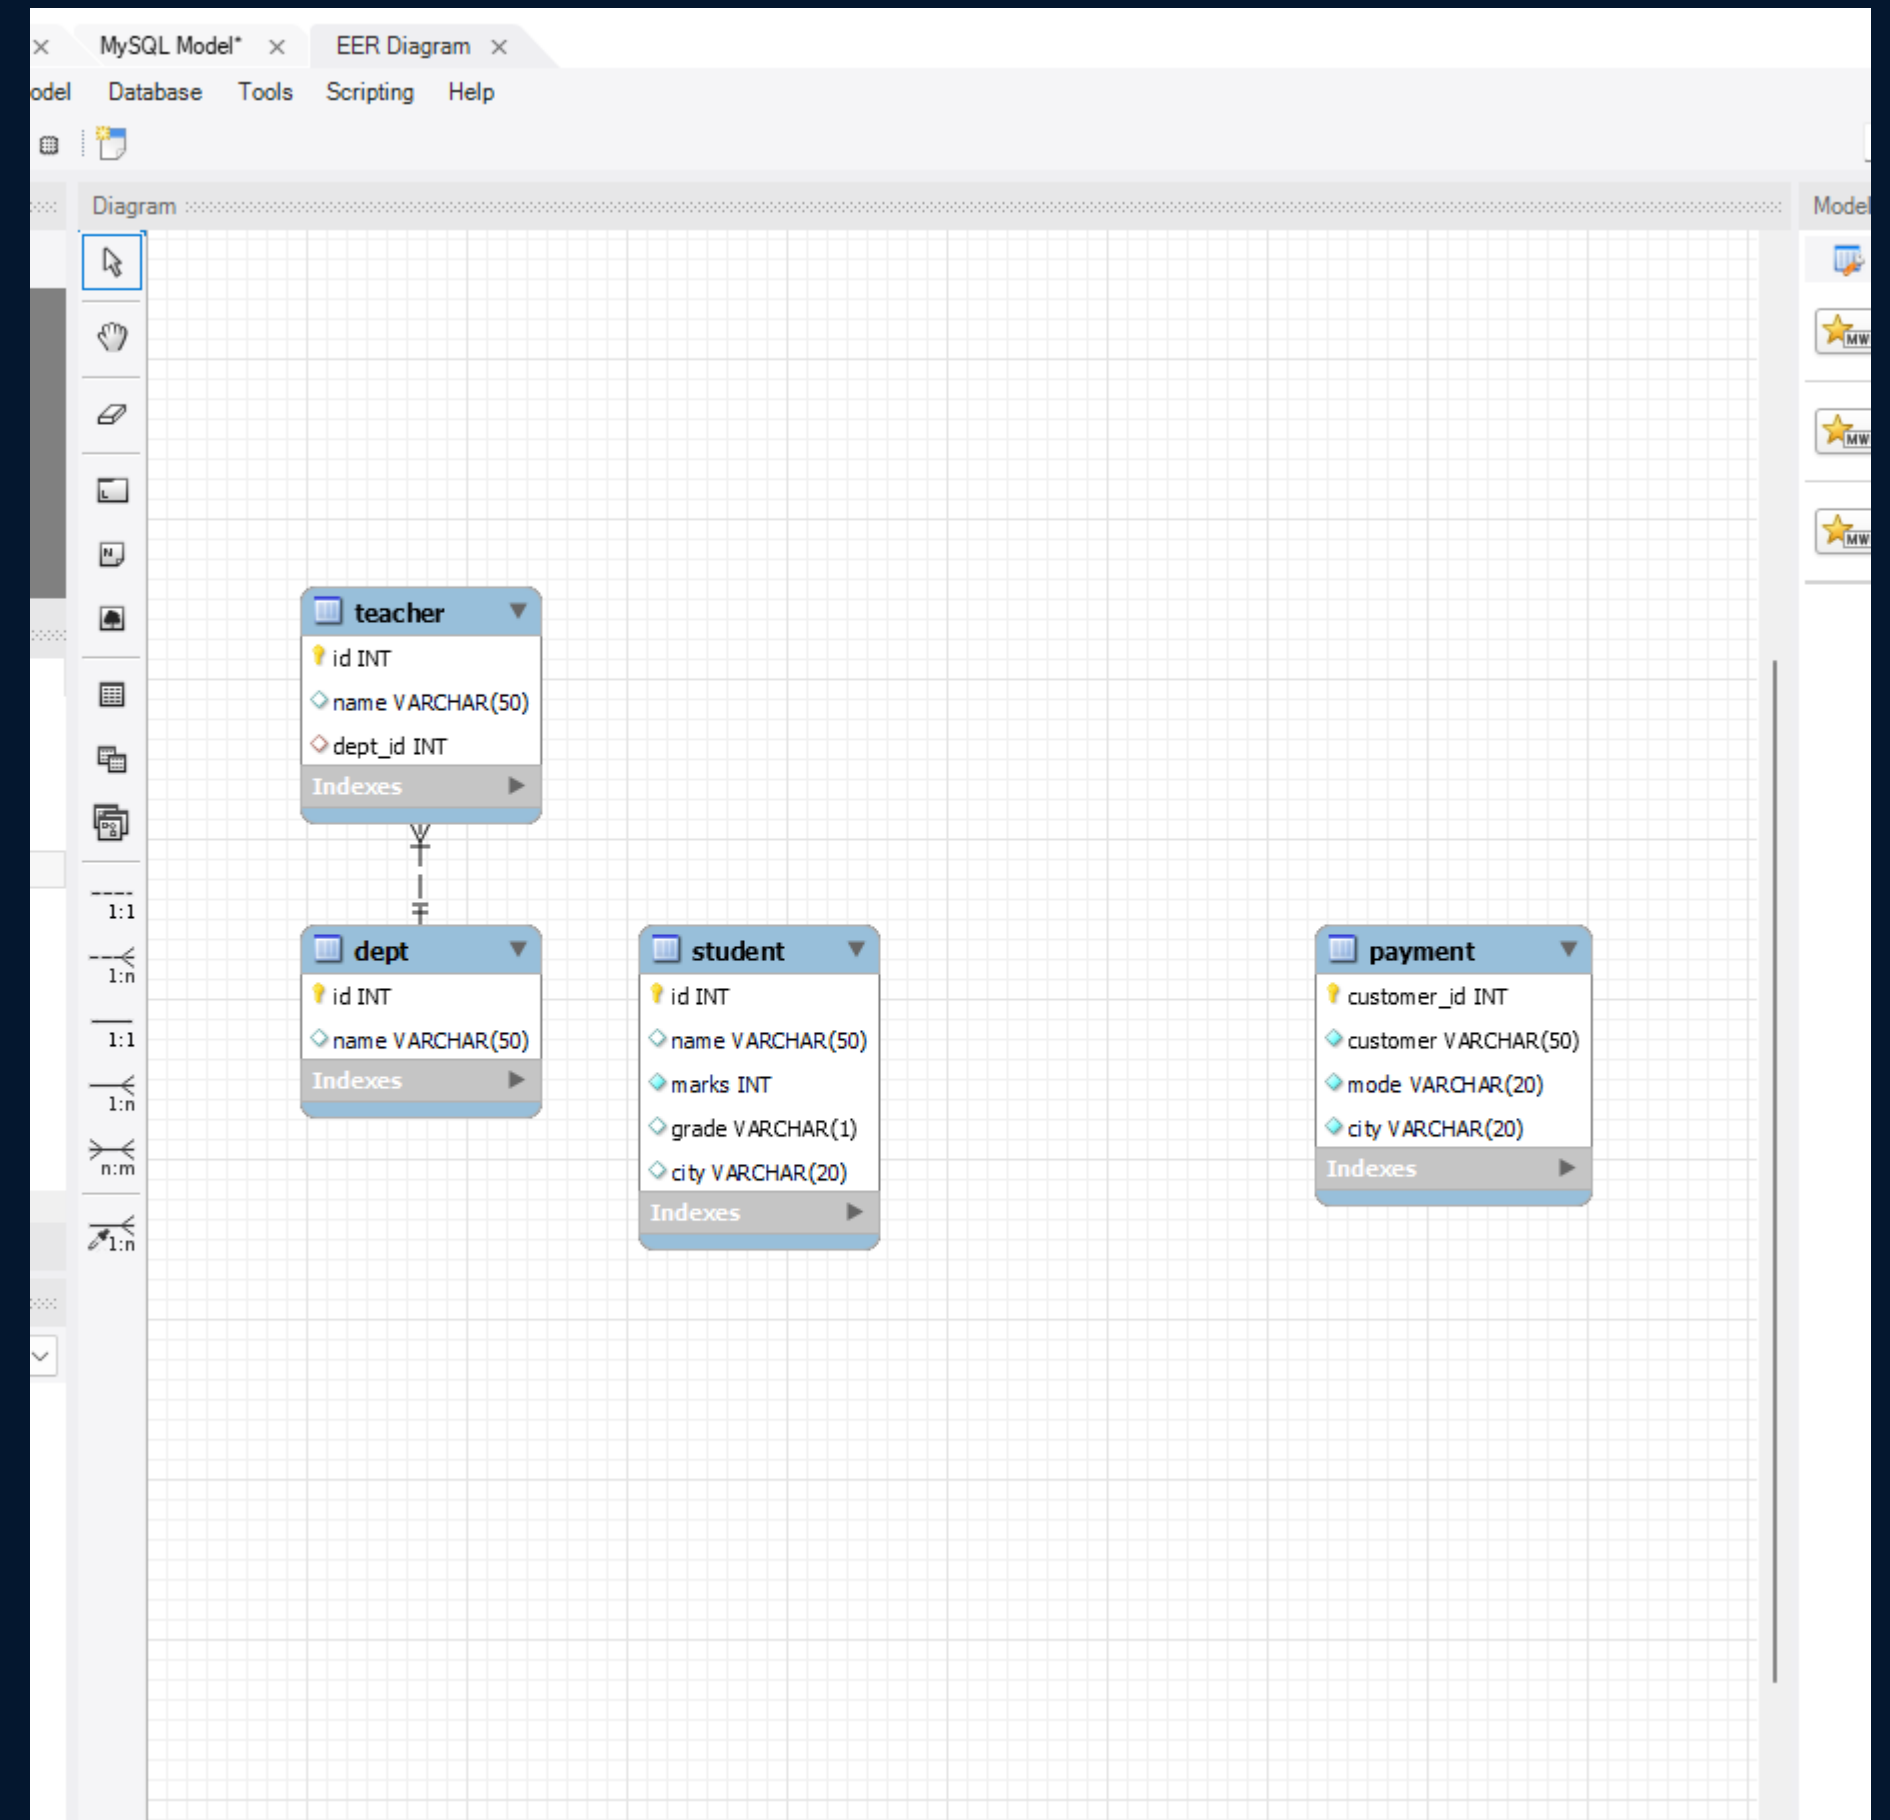 MySQL Model*
EER Diagram
odel Database Tools Scripting Help
Diagram
Model
MW
MW
MW
L
N
1:1
1:n
1:1
1:n
n:m
1:n
teacher
id INT
name VARCHAR(50)
dept_id INT
Indexes
dept
id INT
name VARCHAR(50)
Indexes
student
id INT
name VARCHAR(50)
marks INT
grade VARCHAR(1)
city VARCHAR(20)
Indexes
payment
customer_id INT
customer VARCHAR(50)
mode VARCHAR(20)
city VARCHAR(20)
Indexes